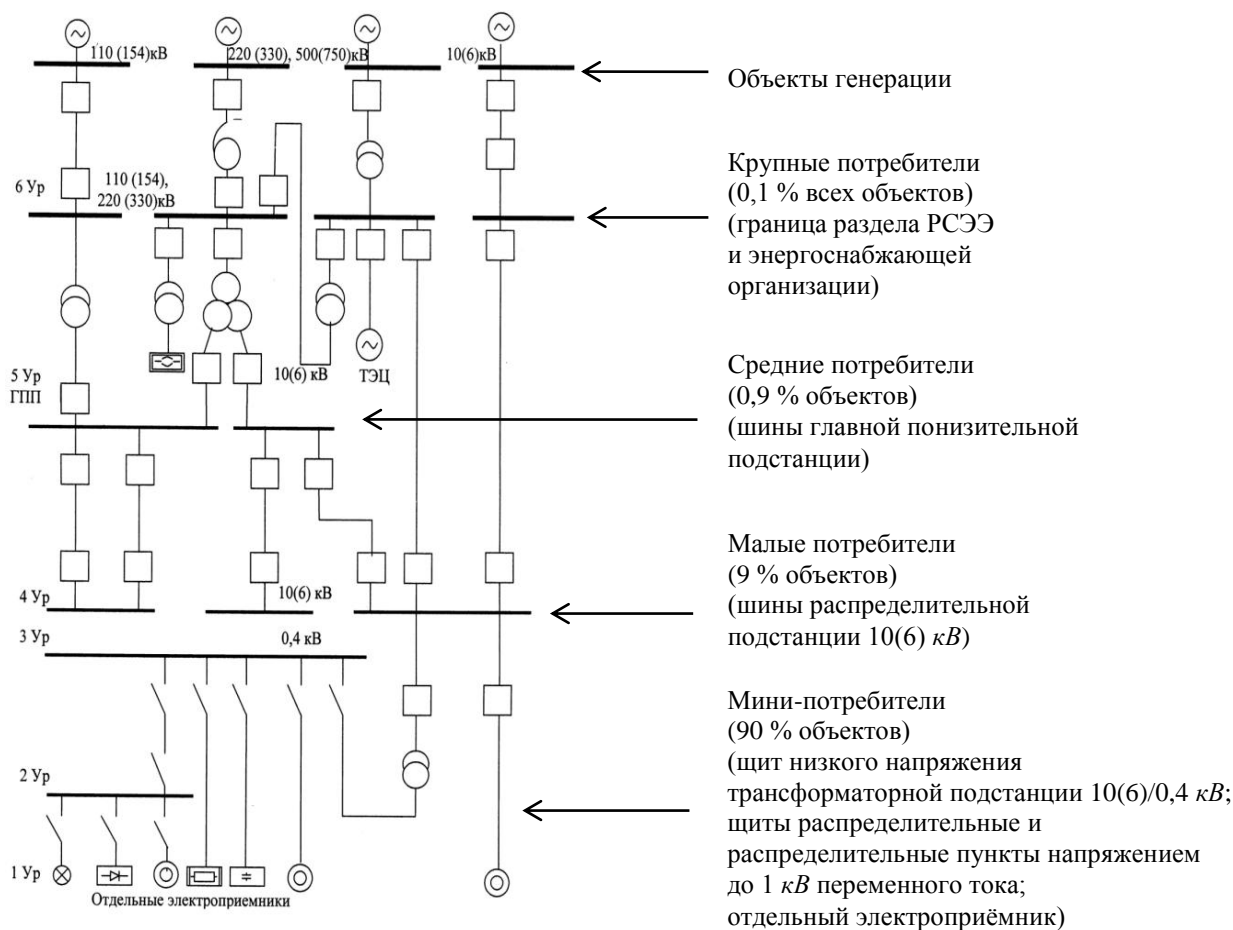 110 (154)кВ
220 (330), 500(750)кВ
10(6)кВ
Объекты генерации
6 Ур
110 (154),
220 (330)кВ
Крупные потребители
(0,1 % всех объектов)
(граница раздела РСЭЭ
и энергоснабжающей
организации)
5 Ур
ГПП
10(6) кВ
ТЭЦ
Средние потребители
(0,9 % объектов)
(шины главной понизительной
подстанции)
4 Ур
10(6) кВ
Малые потребители
(9 % объектов)
(шины распределительной
подстанции 10(6) кВ)
3 Ур
0,4 кВ
2 Ур
1 Ур
Отдельные электроприемники
Мини-потребители
(90 % объектов)
(щит низкого напряжения
трансформаторной подстанции 10(6)/0,4 кВ;
щиты распределительные и
распределительные пункты напряжением
до 1 кВ переменного тока;
отдельный электроприёмник)